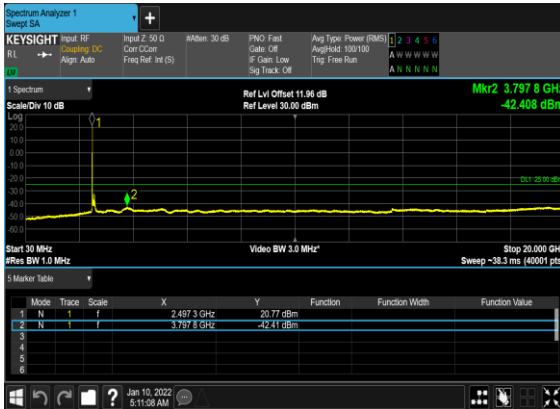 Spectrum Analyzer 1
Swept SA
+
KEYSIGHT Input: RF Input Z: 50 Ω #Atten: 30 dB PNO: Fast Avg Type: Power (RMS) 1 2 3 4 5 6
RL Coupling: DC Corr CCorr Gate: Off Avg|Hold: 100/100 A W W W W W
Align: Auto Freq Ref: Int (S) IF Gain: Low Trig: Free Run
Sig Track: Off A N N N N N
1 Spectrum Ref Lvl Offset 11.96 dB Mkr2 3.797 8 GHz
Scale/Div 10 dB Ref Level 30.00 dBm -42.408 dBm
Log
20.0
10.0
0.00
-10.0
-20.0
-30.0
-40.0
-50.0
-60.0
1
2
DL1 -25.00 dBm
Start 30 MHz Video BW 3.0 MHz* Stop 20.000 GHz
#Res BW 1.0 MHz Sweep ~38.3 ms (40001 pts)
5 Marker Table
Mode Trace Scale X Y Function Function Width Function Value
1 N 1 f 2.497 3 GHz 20.77 dBm
2 N 1 f 3.797 8 GHz -42.41 dBm
3
4
5
6
? Jan 10, 2022
5:11:08 AM